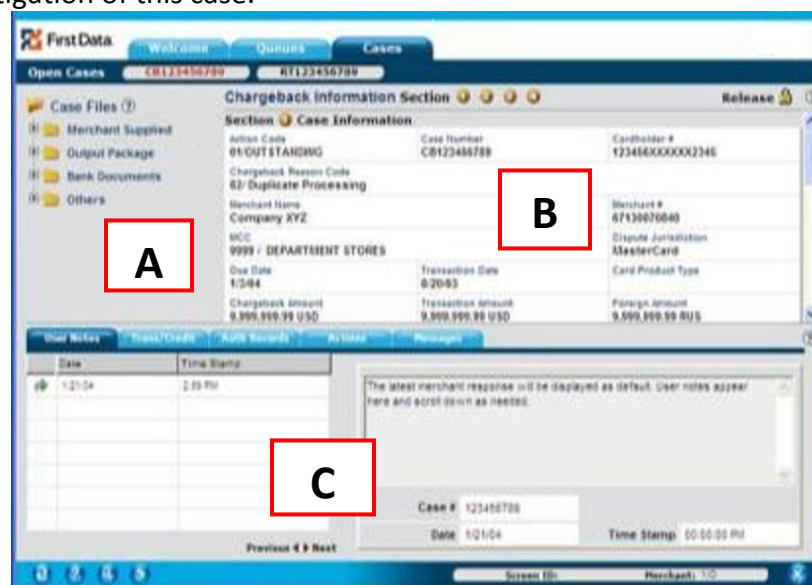 tigation of this case.
First Data
Welcome Queues Cases
Open Cases CB123456789 RT123456789
Case Files
Merchant Supplied
Output Package
Bank Documents
Others
A
Chargeback Information Section
Release
Section Case Information
Action Code
01/OUTSTANDING
Case Number
CB123456789
Cardholder #
123456XXXXXX2345
Chargeback Reason Code
82/ Duplicate Processing
B
Merchant Name
Company XYZ
Merchant #
67130070840
MCC
9999 - DEPARTMENT STORES
Dispute Jurisdiction
MasterCard
Due Date
1/3/04
Transaction Date
8/20/03
Card Product Type
Chargeback Amount
9,999,999.99 USD
Transaction Amount
9,999,999.99 USD
Foreign Amount
9,999,999.99 RUS
User Notes Trans/Credit Auth Records Actions Messages
Date Time Stamp
1/21/04
The latest merchant response will be displayed as default. User notes appear
here and scroll down as needed.
C
Case # 123456789
Date 1/21/04 Time Stamp 00:00:00 PM
Previous Next
Screen ID: Merchant: 1/0